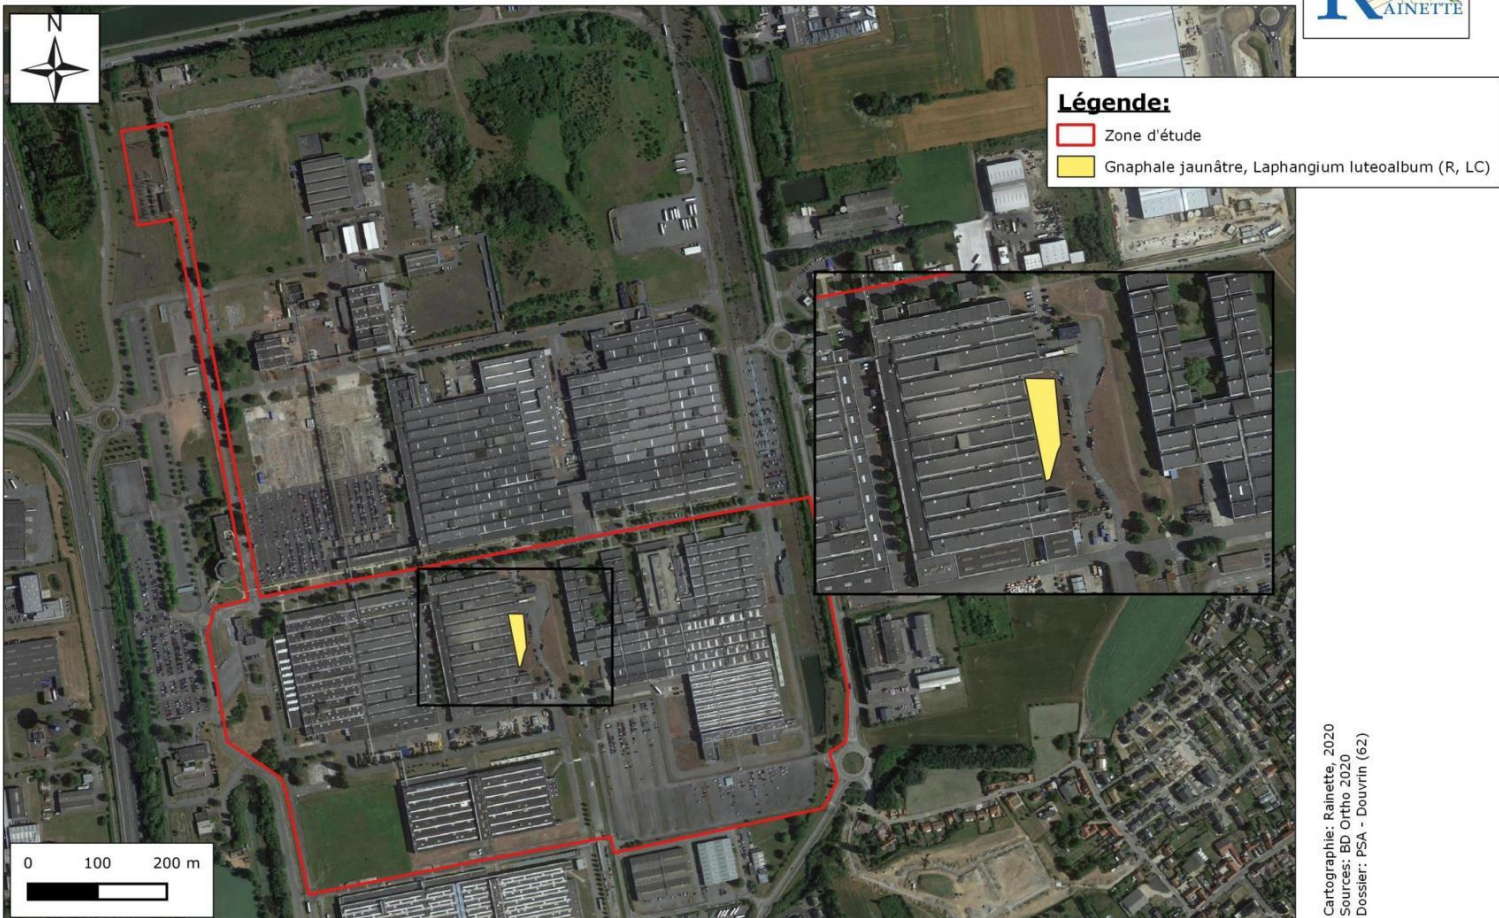 N
RAINETTE
Légende:
Zone d'étude
Gnaphale jaunâtre, Laphangium luteoalbum (R, LC)
0 100 200 m
Cartographie: Rainette, 2020
Sources: BD Ortho 2020
Dossier: PSA - Douvrin (62)